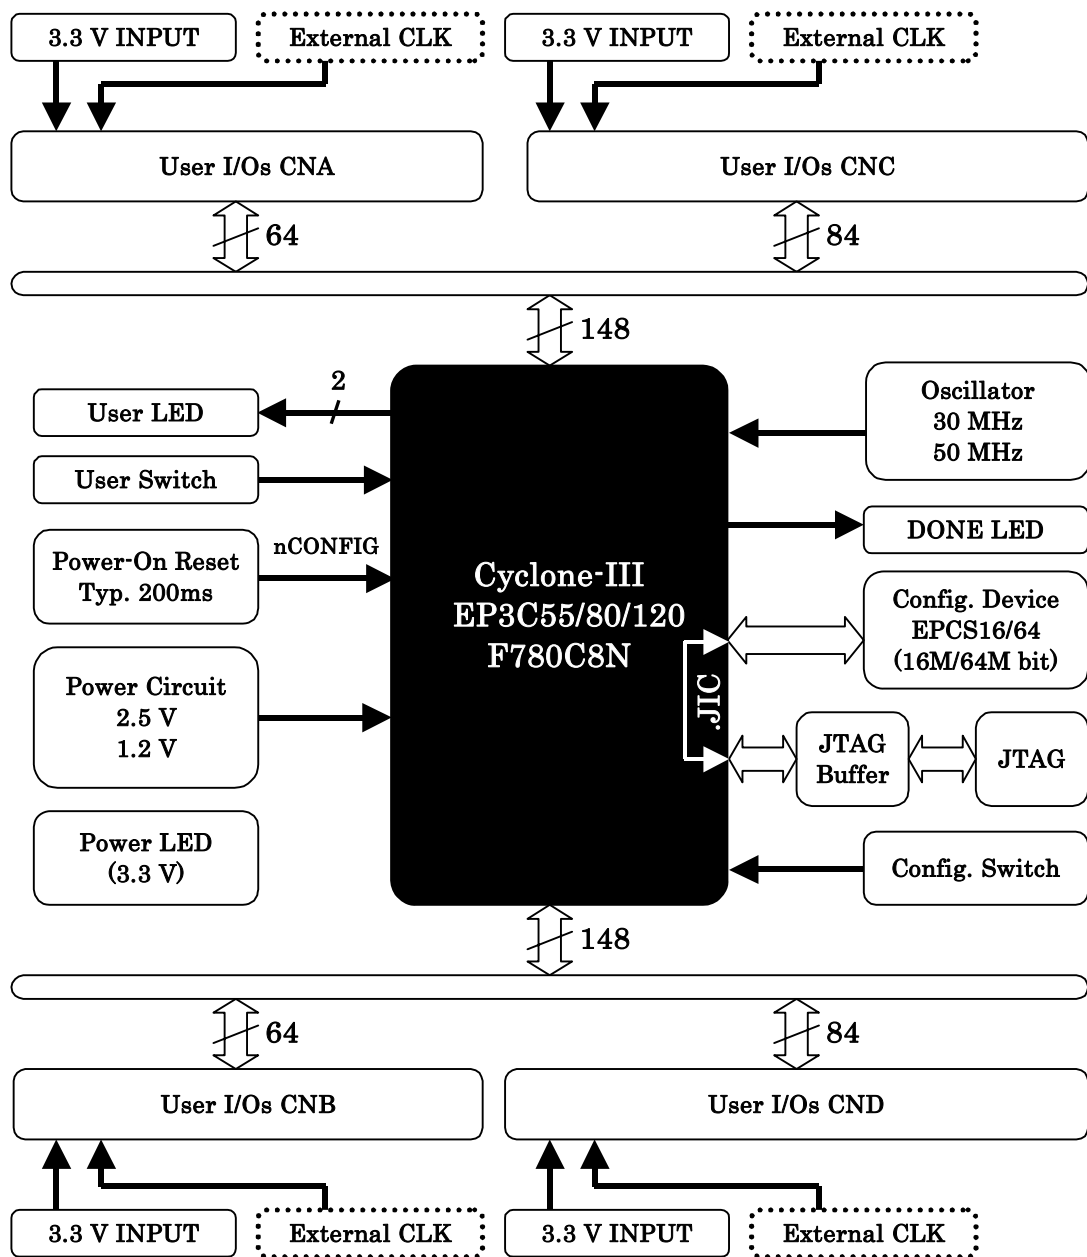 3.3 V INPUT
External CLK
3.3 V INPUT
External CLK
User I/Os CNA
User I/Os CNC
64
84
148
2
User LED
User Switch
nCONFIG
Power-On Reset
Typ. 200ms
Power Circuit
2.5 V
1.2 V
Power LED
(3.3 V)
Cyclone-III
EP3C55/80/120
F780C8N
.JIC
Oscillator
30 MHz
50 MHz
DONE LED
Config. Device
EPCS16/64
(16M/64M bit)
JTAG
Buffer
JTAG
Config. Switch
148
64
84
User I/Os CNB
User I/Os CND
3.3 V INPUT
External CLK
3.3 V INPUT
External CLK